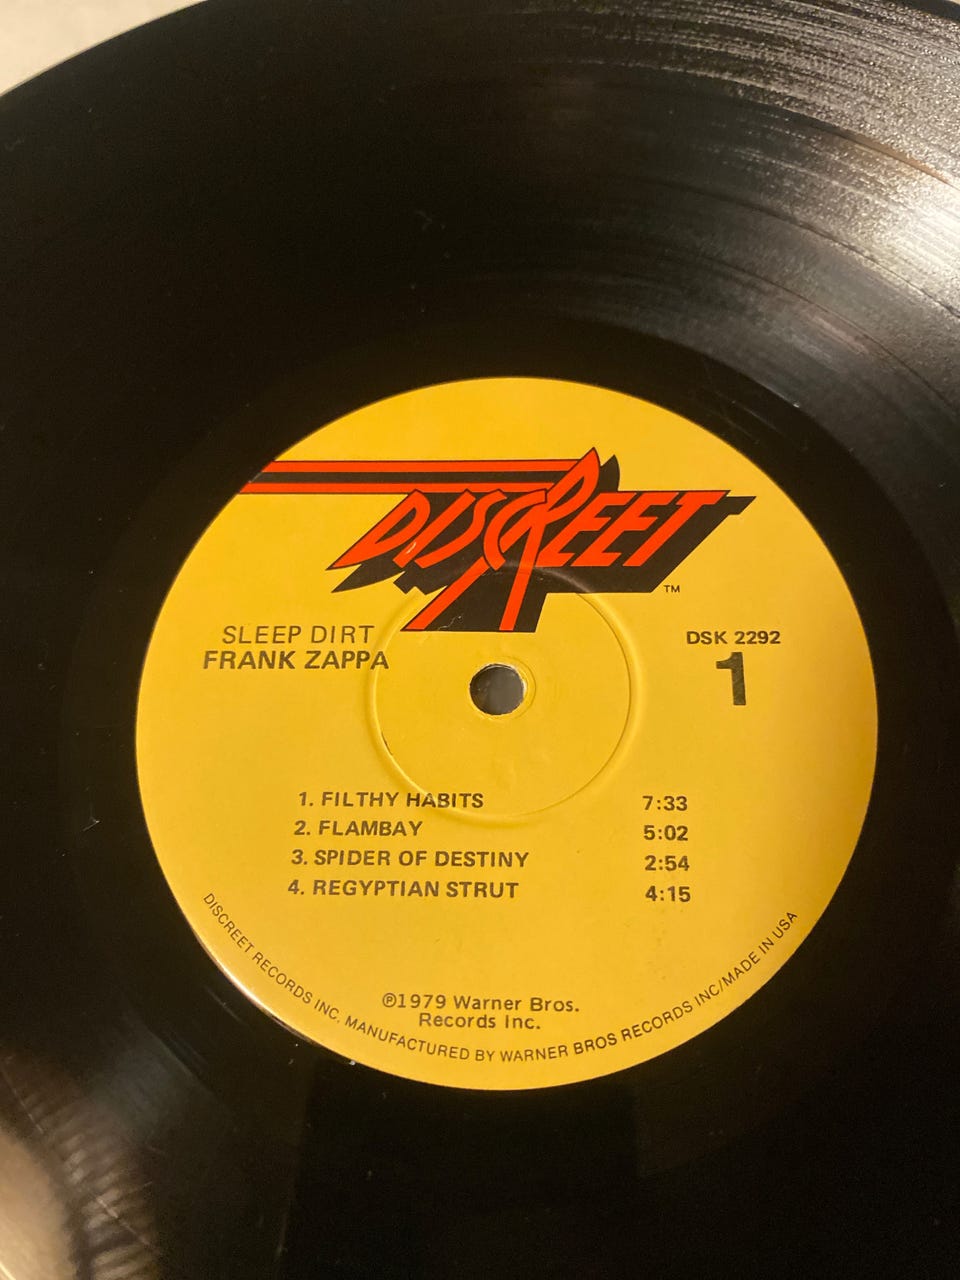 DISCREET
TM
SLEEP DIRT
FRANK ZAPPA
DSK 2292
1
1. FILTHY HABITS 7:33
2. FLAMBAY 5:02
3. SPIDER OF DESTINY 2:54
4. REGYPTIAN STRUT 4:15
℗1979 Warner Bros.
Records Inc.
DISCREET RECORDS INC. MANUFACTURED BY WARNER BROS RECORDS INC/MADE IN USA